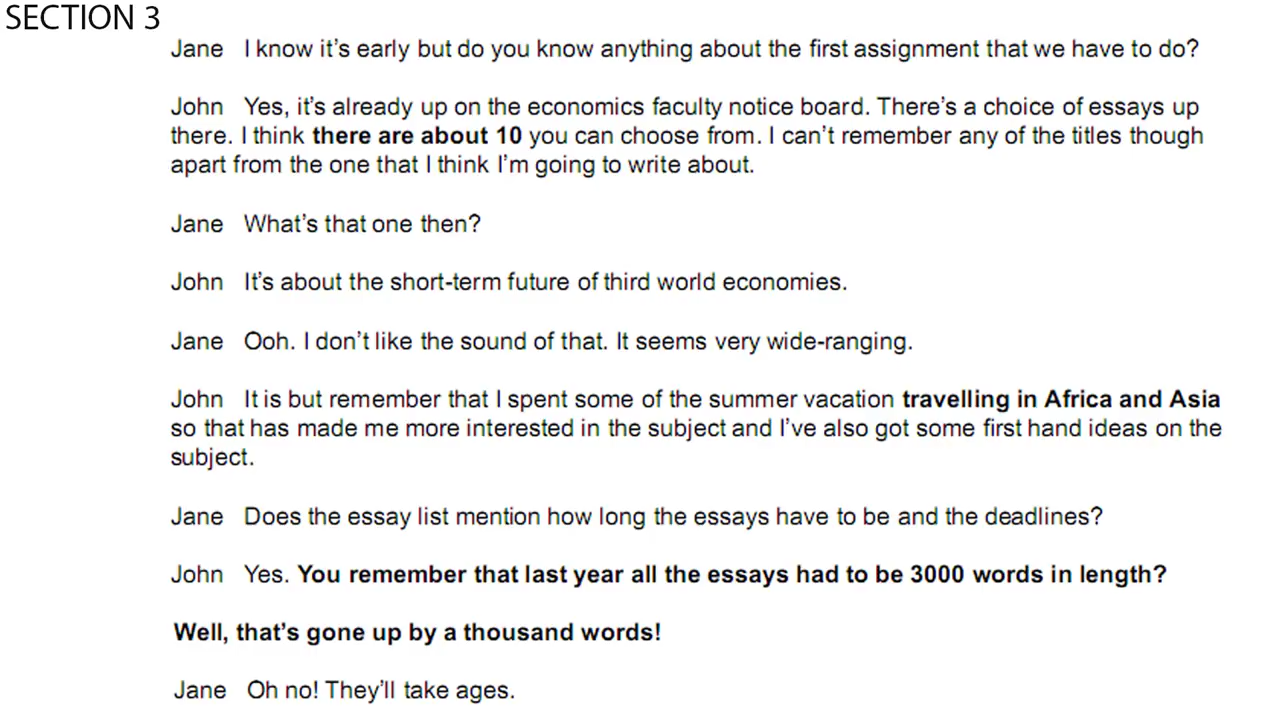 SECTION 3
Jane I know it's early but do you know anything about the first assignment that we have to do?
John Yes, it's already up on the economics faculty notice board. There's a choice of essays up
there. I think there are about 10 you can choose from. I can't remember any of the titles though
apart from the one that I think I'm going to write about.
Jane What's that one then?
John It's about the short-term future of third world economies.
Jane Ooh. I don't like the sound of that. It seems very wide-ranging.
John It is but remember that I spent some of the summer vacation travelling in Africa and Asia
so that has made me more interested in the subject and I've also got some first hand ideas on the
subject.
Jane Does the essay list mention how long the essays have to be and the deadlines?
John Yes. You remember that last year all the essays had to be 3000 words in length?
Well, that's gone up by a thousand words!
Jane Oh no! They'll take ages.